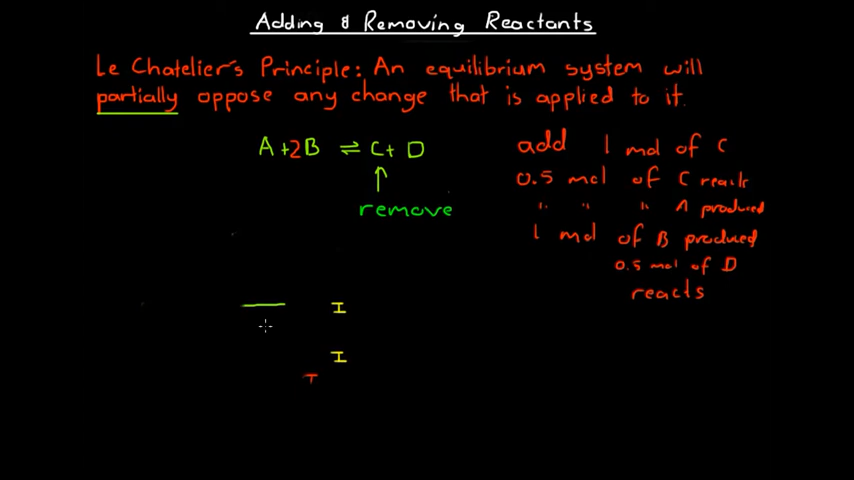 Adding & Removing Reactants
Le Chatelier's Principle: An equilibrium system will
partially oppose any change that is applied to it.
A + 2B ⇌ C + D
↑
remove
add 1 mol of C
0.5 mol of C reacts
" " " A produced
1 mol of B produced
0.5 mol of D
reacts
I
I